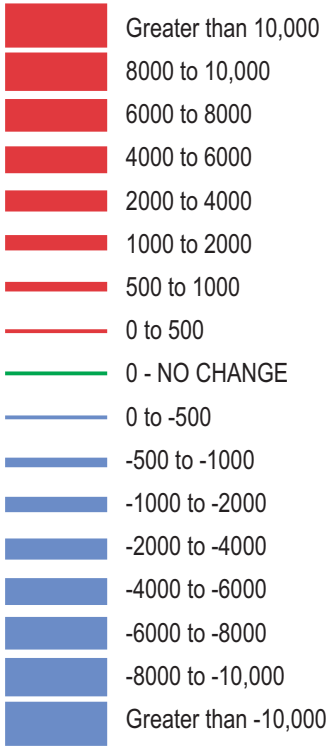 Greater than 10,000
8000 to 10,000
6000 to 8000
4000 to 6000
2000 to 4000
1000 to 2000
500 to 1000
0 to 500
0 - NO CHANGE
0 to -500
-500 to -1000
-1000 to -2000
-2000 to -4000
-4000 to -6000
-6000 to -8000
-8000 to -10,000
Greater than -10,000